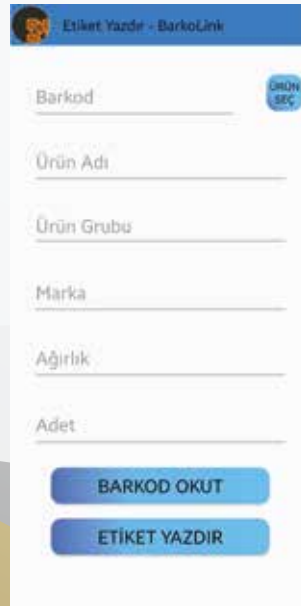 Etiket Yazdır - BarkoLink
Barkod
ÜRÜN
SEÇ
Ürün Adı
Ürün Grubu
Marka
Ağırlık
Adet
BARKOD OKUT
ETİKET YAZDIR